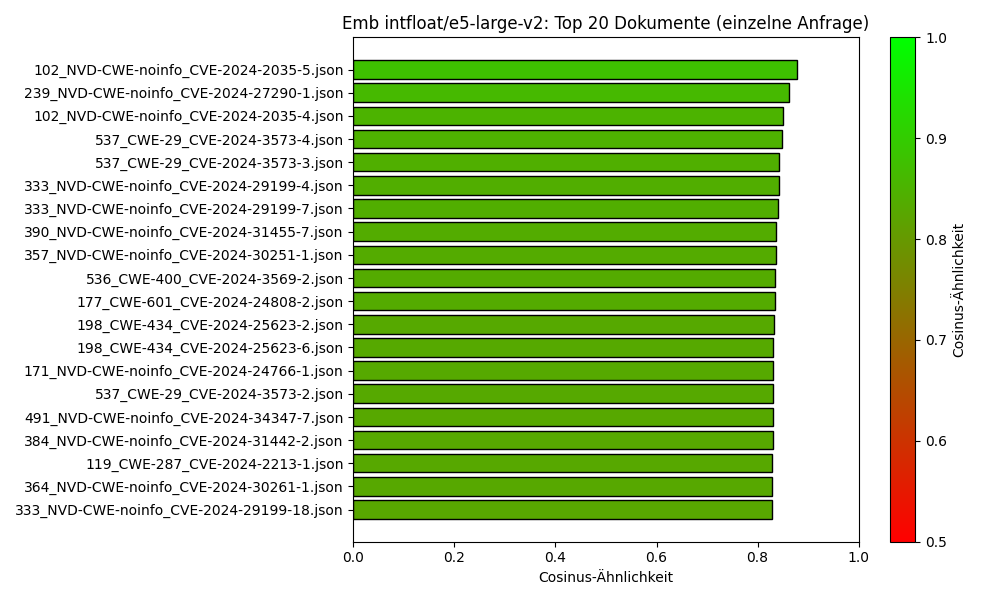 Emb intfloat/e5-large-v2: Top 20 Dokumente (einzelne Anfrage)
102_NVD-CWE-noinfo_CVE-2024-2035-5.json
239_NVD-CWE-noinfo_CVE-2024-27290-1.json
102_NVD-CWE-noinfo_CVE-2024-2035-4.json
537_CWE-29_CVE-2024-3573-4.json
537_CWE-29_CVE-2024-3573-3.json
333_NVD-CWE-noinfo_CVE-2024-29199-4.json
333_NVD-CWE-noinfo_CVE-2024-29199-7.json
390_NVD-CWE-noinfo_CVE-2024-31455-7.json
357_NVD-CWE-noinfo_CVE-2024-30251-1.json
536_CWE-400_CVE-2024-3569-2.json
177_CWE-601_CVE-2024-24808-2.json
198_CWE-434_CVE-2024-25623-2.json
198_CWE-434_CVE-2024-25623-6.json
171_NVD-CWE-noinfo_CVE-2024-24766-1.json
537_CWE-29_CVE-2024-3573-2.json
491_NVD-CWE-noinfo_CVE-2024-34347-7.json
384_NVD-CWE-noinfo_CVE-2024-31442-2.json
119_CWE-287_CVE-2024-2213-1.json
364_NVD-CWE-noinfo_CVE-2024-30261-1.json
333_NVD-CWE-noinfo_CVE-2024-29199-18.json
0.0 0.2 0.4 0.6 0.8 1.0
Cosinus-Ähnlichkeit
1.0
0.9
0.8
0.7
0.6
0.5
Cosinus-Ähnlichkeit